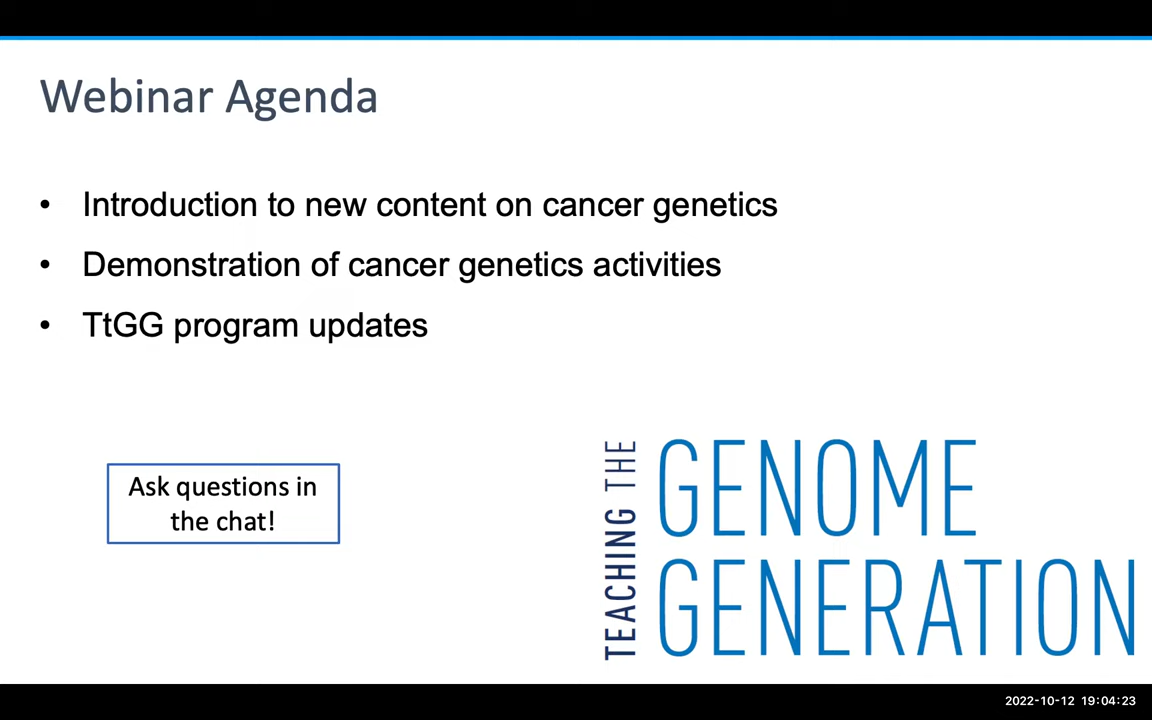 Webinar Agenda
• Introduction to new content on cancer genetics
• Demonstration of cancer genetics activities
• TtGG program updates
Ask questions in
the chat!
TEACHING THE
GENOME
GENERATION
2022-10-12 19:04:23